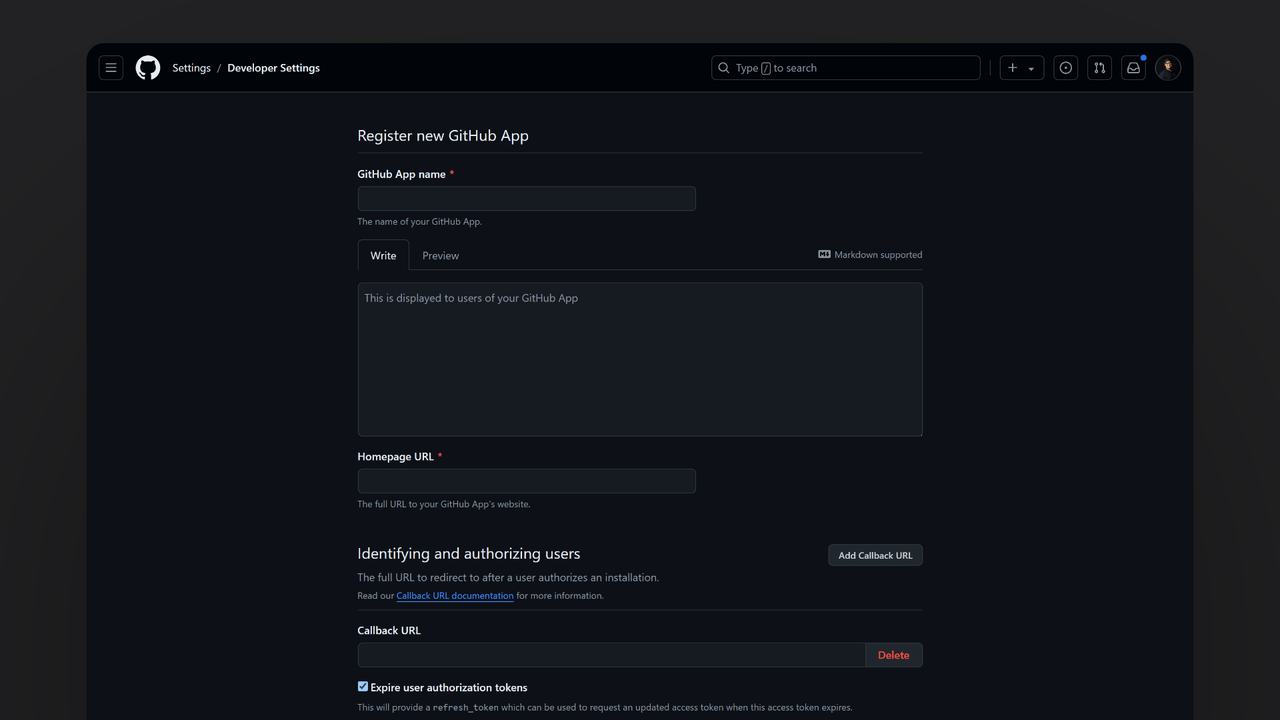 Settings / Developer Settings
Type / to search
Register new GitHub App
GitHub App name *
The name of your GitHub App.
Write Preview Markdown supported
This is displayed to users of your GitHub App
Homepage URL *
The full URL to your GitHub App's website.
Identifying and authorizing users
Add Callback URL
The full URL to redirect to after a user authorizes an installation.
Read our Callback URL documentation for more information.
Callback URL
Delete
Expire user authorization tokens
This will provide a refresh_token which can be used to request an updated access token when this access token expires.